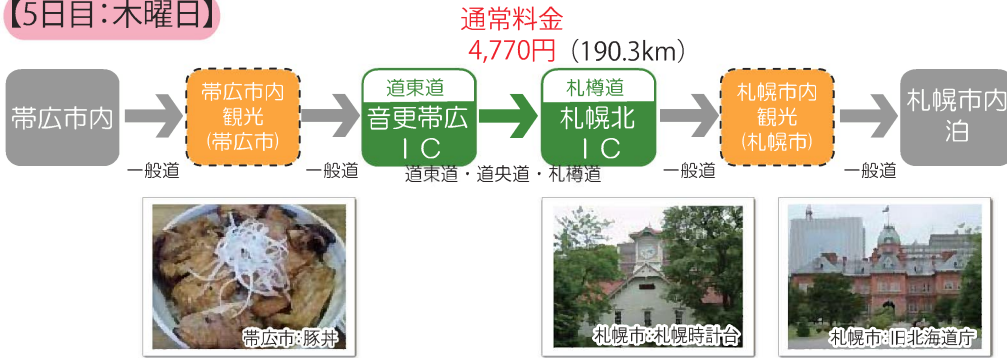 【5日目:木曜日】
通常料金
4,770円（190.3km）
帯広市内
帯広市内
観光
(帯広市)
道東道
音更帯広
ＩＣ
札樽道
札幌北
ＩＣ
札幌市内
観光
(札幌市)
札幌市内
泊
一般道
一般道
道東道・道央道・札樽道
一般道
一般道
帯広市:豚丼
札幌市:札幌時計台
札幌市:旧北海道庁